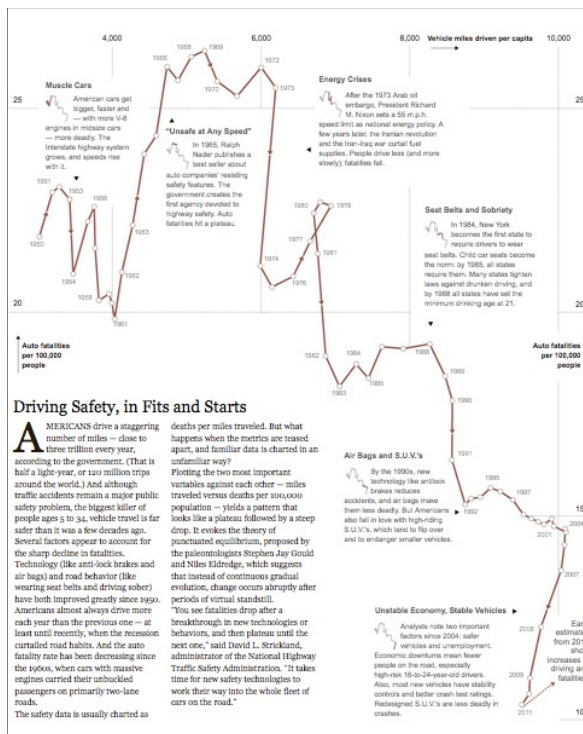 4,000
6,000
8,000
Vehicle miles driven per capita
10,000
1966
1968
1969
1970
1972
1973
25
25
Muscle Cars
American cars get
bigger, faster and
— with more V-8
engines in midsize cars
— more deadly. The
Interstate highway system
grows, and speeds rise
with it.
"Unsafe at Any Speed"
In 1965, Ralph
Nader publishes a
best seller about
auto companies' resisting
safety features. The
government creates the
first agency devoted to
highway safety. Auto
fatalities hit a plateau.
Energy Crises
After the 1973 Arab oil
embargo, President Richard
M. Nixon sets a 55 m.p.h.
speed limit as national energy policy. A
few years later, the Iranian revolution
and the Iran-Iraq war curtail fuel
supplies. People drive less (and more
slowly); fatalities fall.
1951
1953
1956
1950
1954
1958
1961
1962
1963
1974
1976
1977
1978
1980
1981
Seat Belts and Sobriety
In 1984, New York
becomes the first state to
require drivers to wear
seat belts. Child car seats become
the norm: by 1985, all states
require them. Many states tighten
laws against drunken driving, and
by 1988 all states have set the
minimum drinking age at 21.
20
20
Auto fatalities
per 100,000
people
Auto fatalities
per 100,000
people
1982
1983
1984
1985
1988
1989
1990
1991
1992
1995
1997
2001
2004
2007
2008
2009
2011
15
Driving Safety, in Fits and Starts
AMERICANS drive a staggering
number of miles — close to
three trillion every year,
according to the government. (That is
half a light-year, or 120 million trips
around the world.) And although
traffic accidents remain a major public
safety problem, the biggest killer of
people ages 5 to 34, vehicle travel is far
safer than it was a few decades ago.
Several factors appear to account for
the sharp decline in fatalities.
Technology (like anti-lock brakes and
air bags) and road behavior (like
wearing seat belts and driving sober)
have both improved greatly since 1950.
Americans almost always drive more
each year than the previous one — at
least until recently, when the recession
curtailed road habits. And the auto
fatality rate has been decreasing since
the 1960s, when cars with massive
engines carried their unbuckled
passengers on primarily two-lane
roads.
The safety data is usually charted as
deaths per miles traveled. But what
happens when the metrics are teased
apart, and familiar data is charted in an
unfamiliar way?
Plotting the two most important
variables against each other — miles
traveled versus deaths per 100,000
population — yields a pattern that
looks like a plateau followed by a steep
drop. It evokes the theory of
punctuated equilibrium, proposed by
the paleontologists Stephen Jay Gould
and Niles Eldredge, which suggests
that instead of continuous gradual
evolution, change occurs abruptly after
periods of virtual standstill.
"You see fatalities drop after a
breakthrough in new technologies or
behaviors, and then plateau until the
next one," said David L. Strickland,
administrator of the National Highway
Traffic Safety Administration. "It takes
time for new safety technologies to
work their way into the whole fleet of
cars on the road."
Air Bags and S.U.V.'s
By the 1990s, new
technology like antilock
brakes reduces
accidents, and air bags make
them less deadly. But Americans
also fall in love with high-riding
S.U.V.'s, which tend to flip over
and to endanger smaller vehicles.
Unstable Economy, Stable Vehicles
Analysts note two important
factors since 2004: safer
vehicles and unemployment.
Economic downturns mean fewer
people on the road, especially
high-risk 16-to-24-year-old drivers.
Also, most new vehicles have stability
controls and better crash test ratings.
Redesigned S.U.V.'s are less deadly in
crashes.
Ear
estimate
from 201
sho
increases
driving an
fatalitie
10